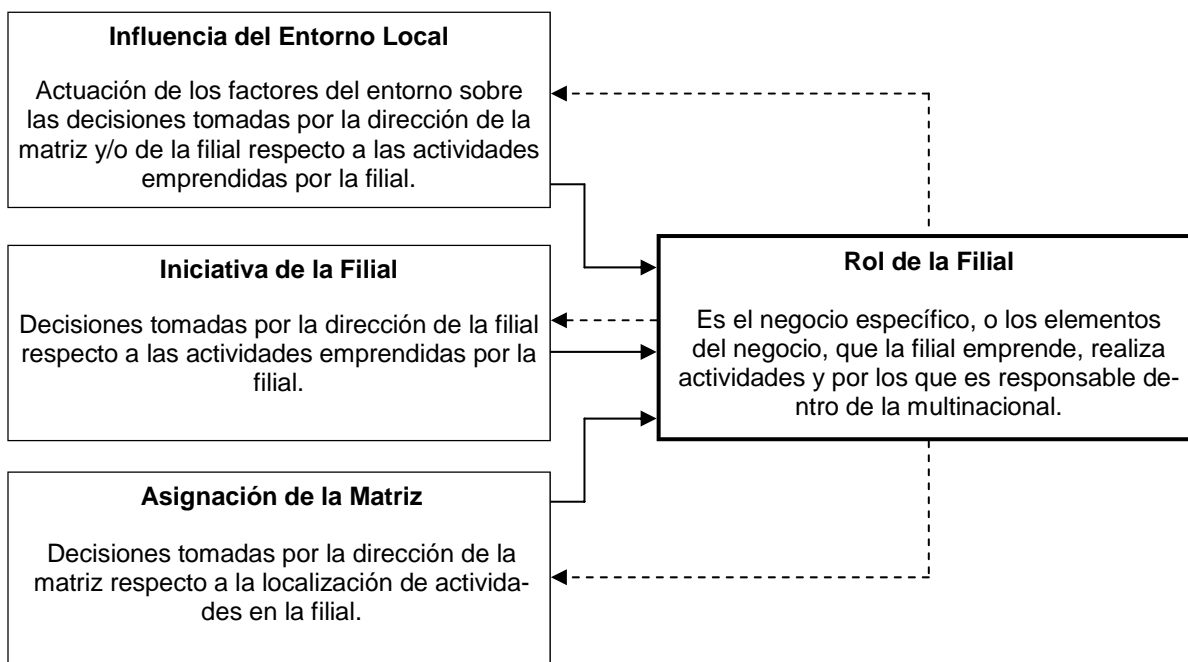 Influencia del Entorno Local
Actuación de los factores del entorno sobre
las decisiones tomadas por la dirección de la
matriz y/o de la filial respecto a las actividades
emprendidas por la filial.
Iniciativa de la Filial
Decisiones tomadas por la dirección de la filial
respecto a las actividades emprendidas por la
filial.
Asignación de la Matriz
Decisiones tomadas por la dirección de la
matriz respecto a la localización de activida-
des en la filial.
Rol de la Filial
Es el negocio específico, o los elementos
del negocio, que la filial emprende, realiza
actividades y por los que es responsable de-
ntro de la multinacional.